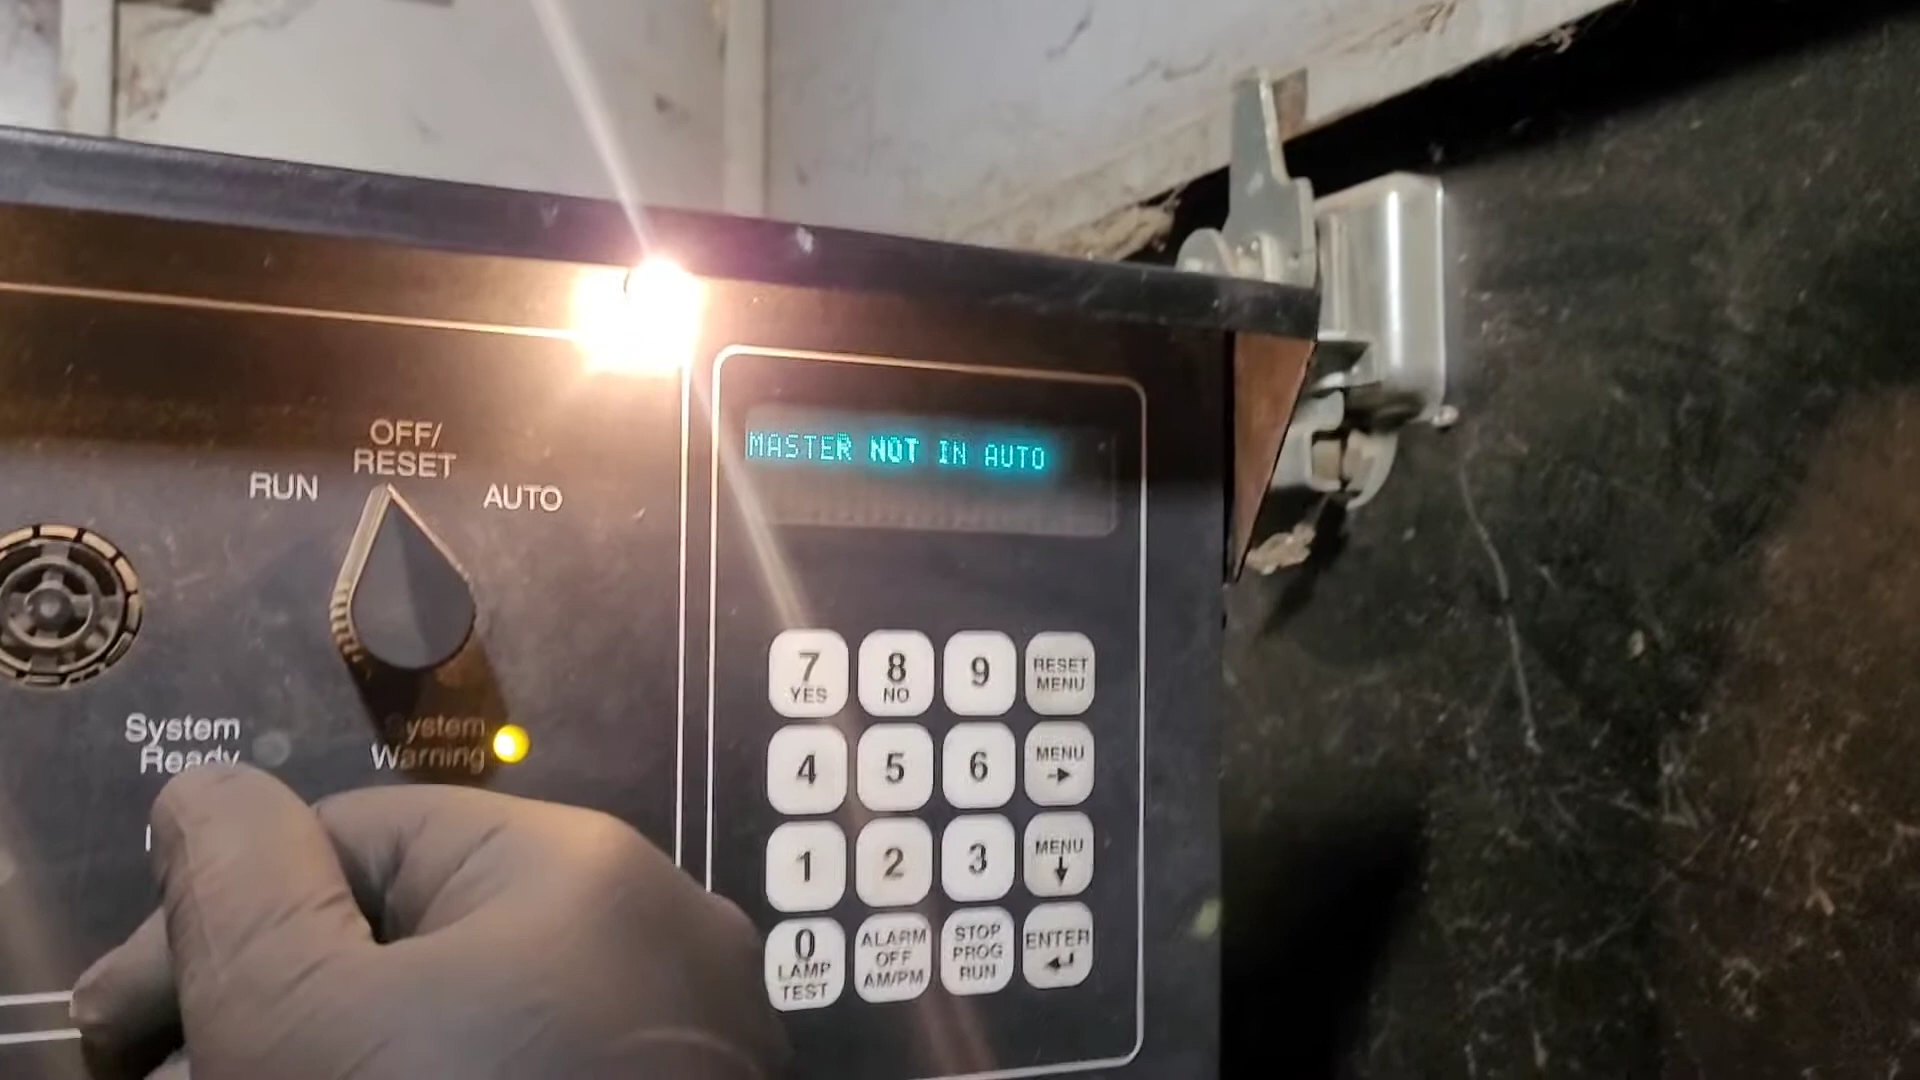 OFF/
RESET
RUN
AUTO
MASTER NOT IN AUTO
System
Ready
System
Warning
7
YES
8
NO
9
RESET
MENU
4
5
6
MENU
→
1
2
3
MENU
↓
0
LAMP
TEST
ALARM
OFF
AM/PM
STOP
PROG
RUN
ENTER
↵